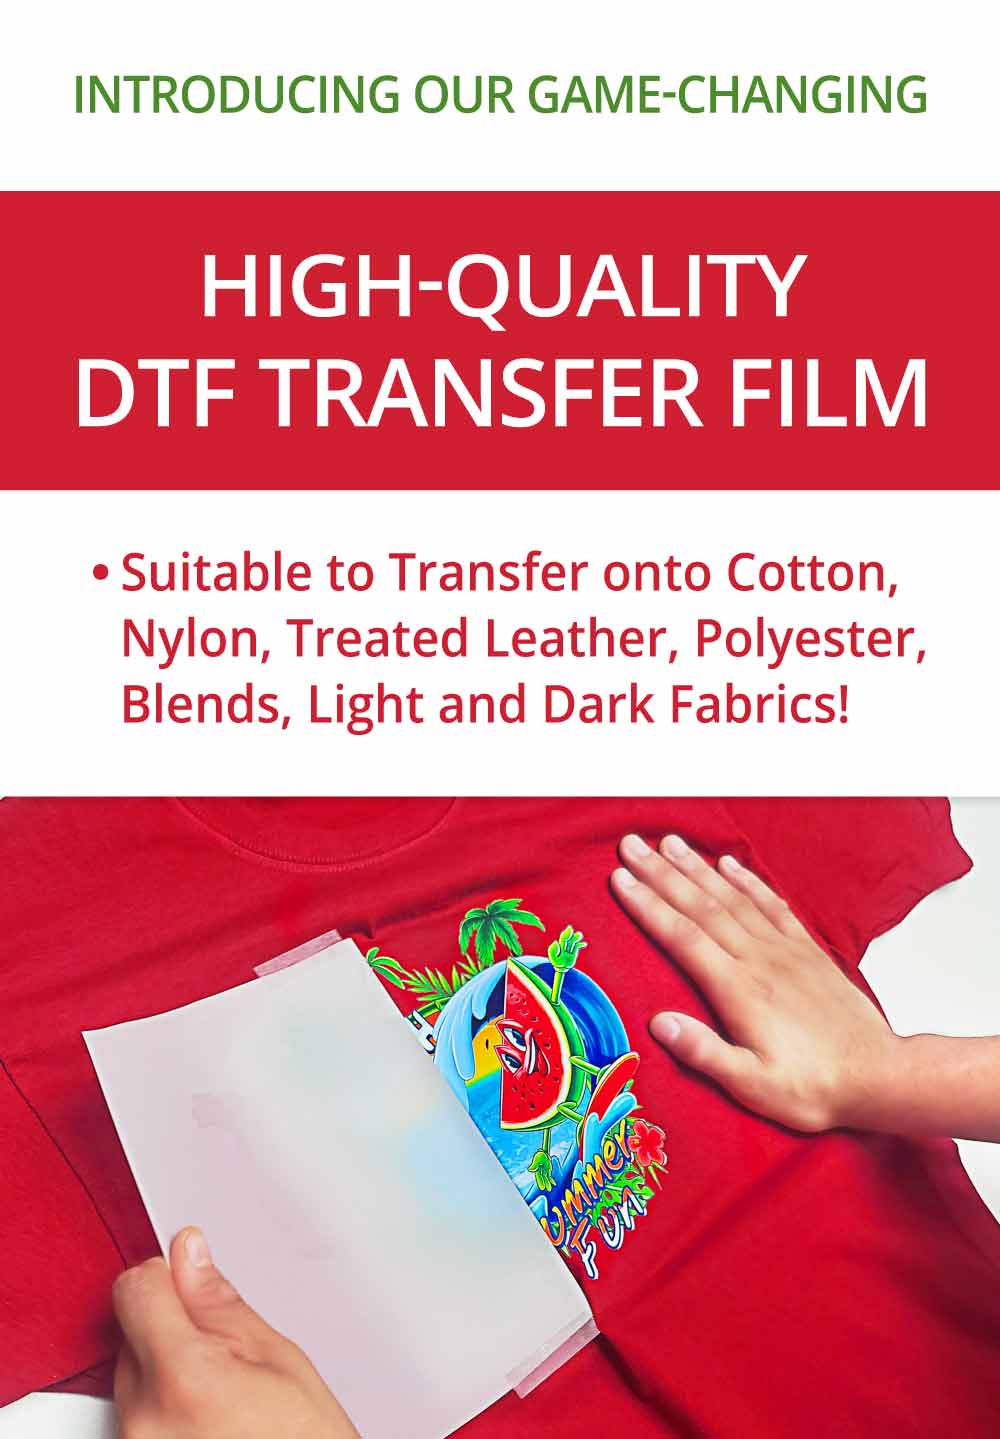 INTRODUCING OUR GAME-CHANGING
HIGH-QUALITY
DTF TRANSFER FILM
• Suitable to Transfer onto Cotton,
Nylon, Treated Leather, Polyester,
Blends, Light and Dark Fabrics!
ummer
Fun